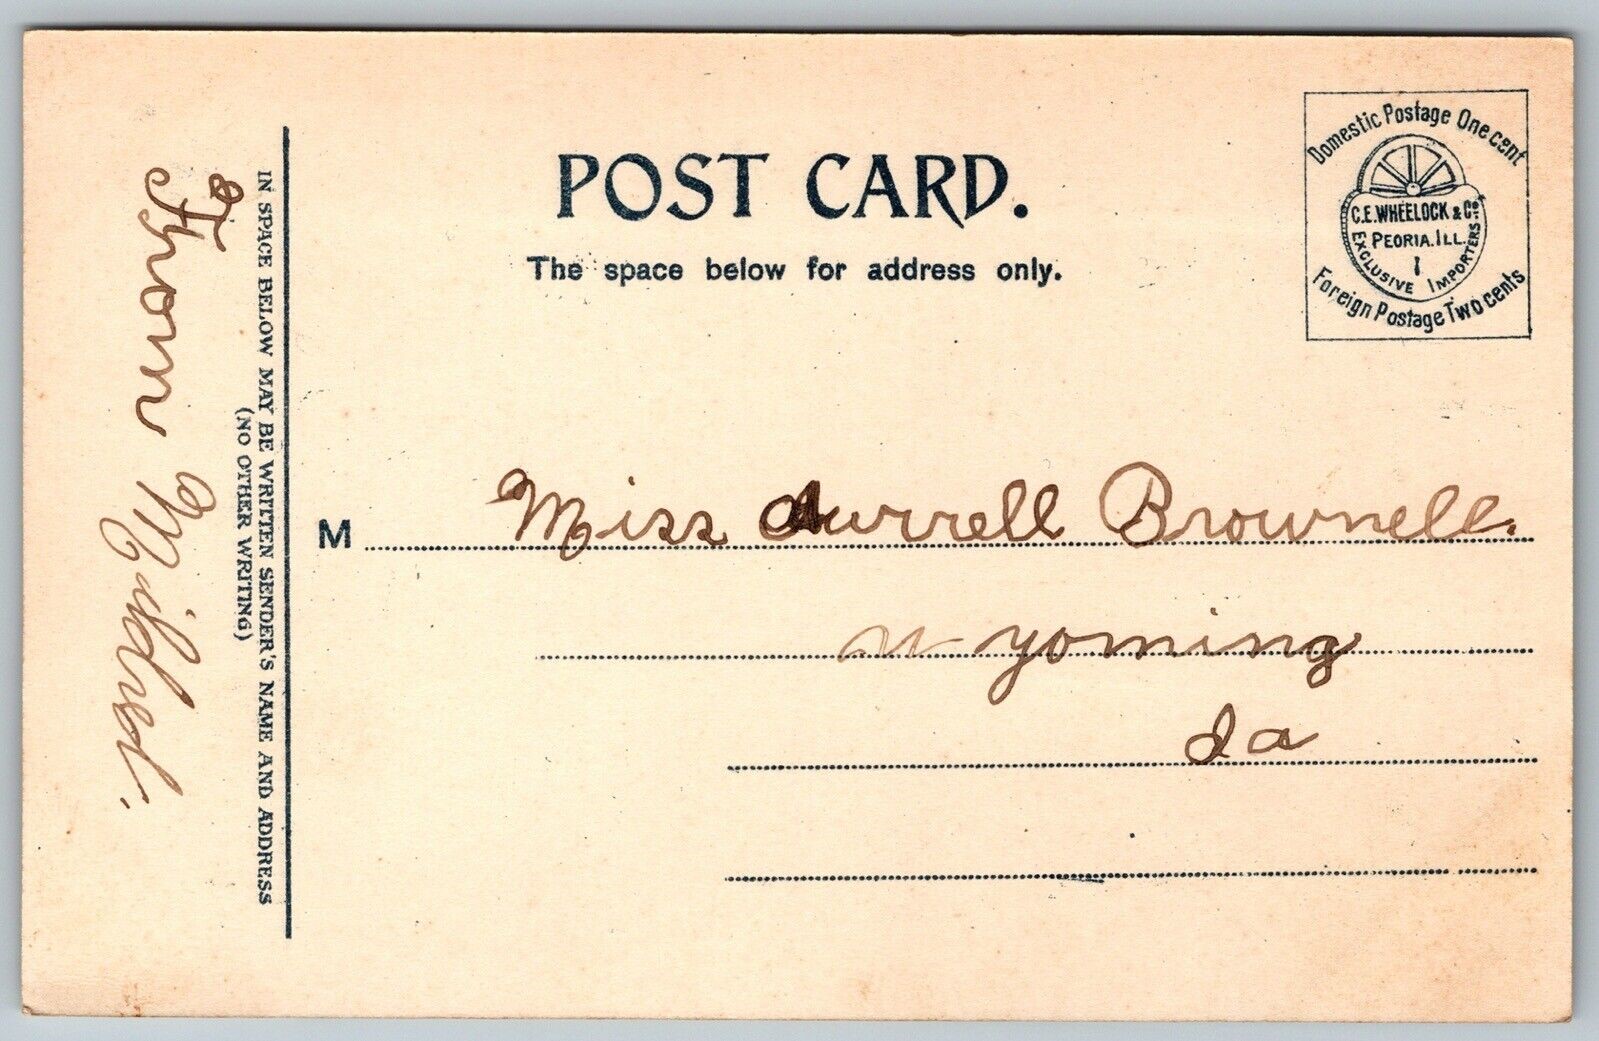 POST CARD.
The space below for address only.
Domestic Postage One cent
C.E. WHEELOCK & Co.
PEORIA. ILL.
EXCLUSIVE IMPORTERS
Foreign Postage Two cents
IN SPACE BELOW MAY BE WRITTEN SENDER'S NAME AND ADDRESS
(NO OTHER WRITING)
From Mildred.
M Miss Aurrell Brownell.
Wyoming
Ia